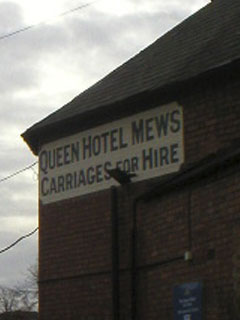 QUEEN HOTEL MEWS
CARRIAGES FOR HIRE